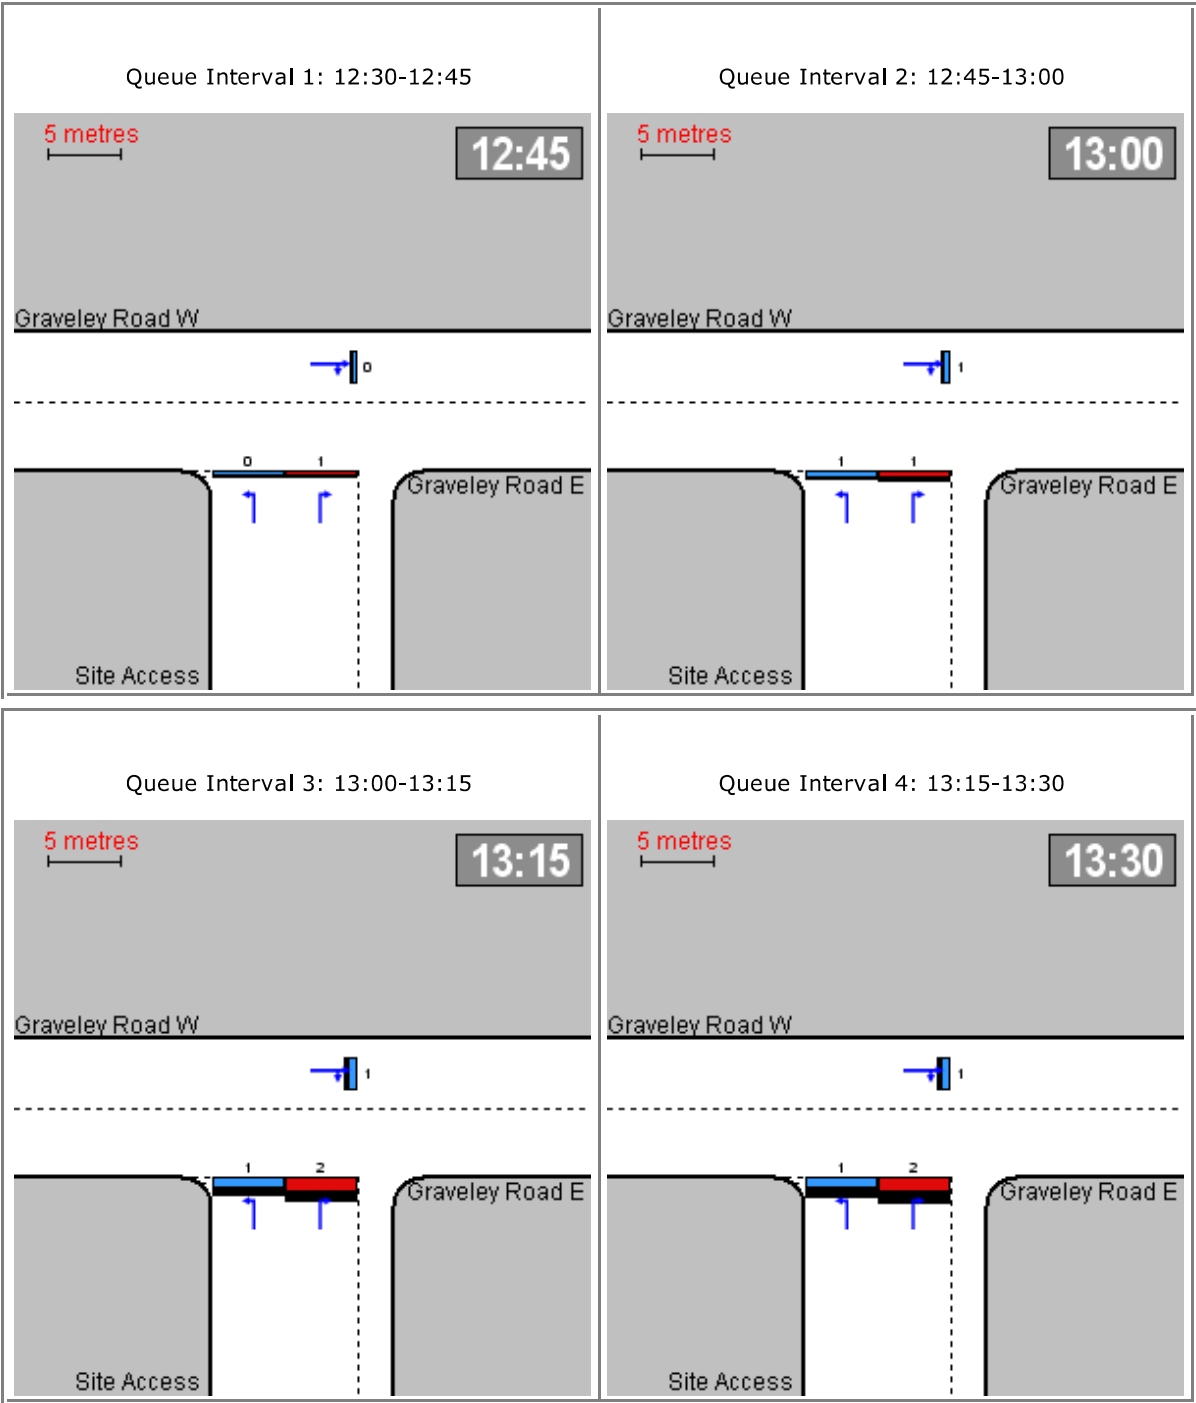 Queue Interval 1: 12:30-12:45
5 metres
12:45
Graveley Road W
0
0 1
Graveley Road E
Site Access
Queue Interval 2: 12:45-13:00
5 metres
13:00
Graveley Road W
1
1 1
Graveley Road E
Site Access
Queue Interval 3: 13:00-13:15
5 metres
13:15
Graveley Road W
1
1 2
Graveley Road E
Site Access
Queue Interval 4: 13:15-13:30
5 metres
13:30
Graveley Road W
1
1 2
Graveley Road E
Site Access